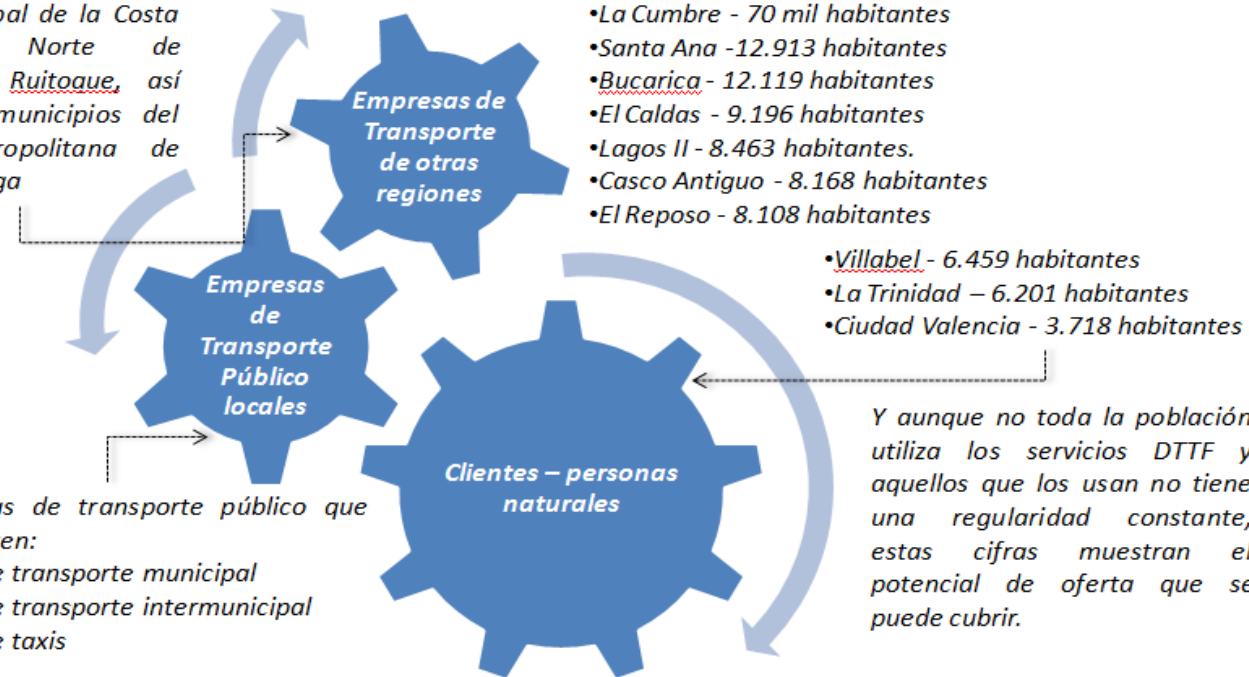 pal de la Costa
Norte de
Ruitoque, así
municipios del
ropolitana de
ga
•La Cumbre - 70 mil habitantes
•Santa Ana -12.913 habitantes
•Bucarica - 12.119 habitantes
•El Caldas - 9.196 habitantes
•Lagos II - 8.463 habitantes.
•Casco Antiguo - 8.168 habitantes
•El Reposo - 8.108 habitantes
•Villabel - 6.459 habitantes
•La Trinidad – 6.201 habitantes
•Ciudad Valencia - 3.718 habitantes
Empresas de
Transporte
de otras
regiones
Empresas
de
Transporte
Público
locales
Clientes – personas
naturales
Y aunque no toda la población
utiliza los servicios DTTF y
aquellos que los usan no tiene
una regularidad constante,
estas cifras muestran el
potencial de oferta que se
puede cubrir.
as de transporte público que
en:
e transporte municipal
e transporte intermunicipal
e taxis